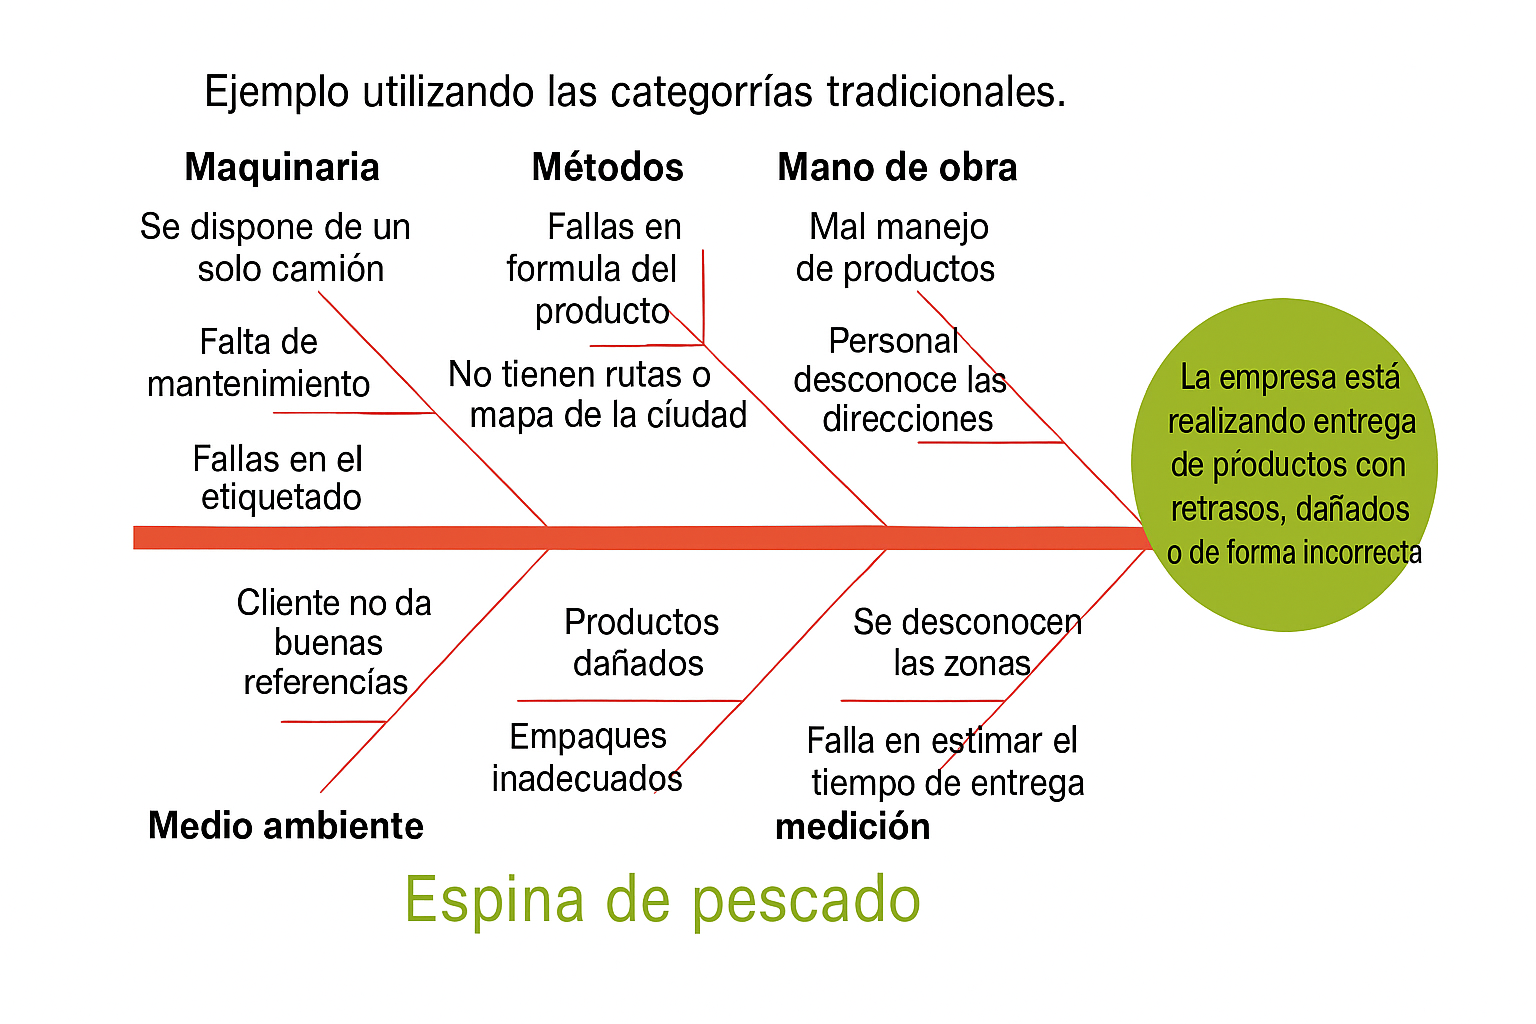 Ejemplo utilizando las categorrías tradicionales.
Maquinaria
Se dispone de un
solo camión
Falta de
mantenimiento
Fallas en el
etiquetado
Métodos
Fallas en
formula del
producto
No tienen rutas o
mapa de la cíudad
Mano de obra
Mal manejo
de productos
Personal
desconoce las
direcciones
La empresa está
realizando entrega
de pŕoductos con
retrasos, dañados
o de forma incorrecta
Cliente no da
buenas
referencías
Medio ambiente
Productos
dañados
Empaques
inadecuados
Se desconocen
las zonas
Falla en estimar el
tiempo de entrega
medición
Espina de pescado